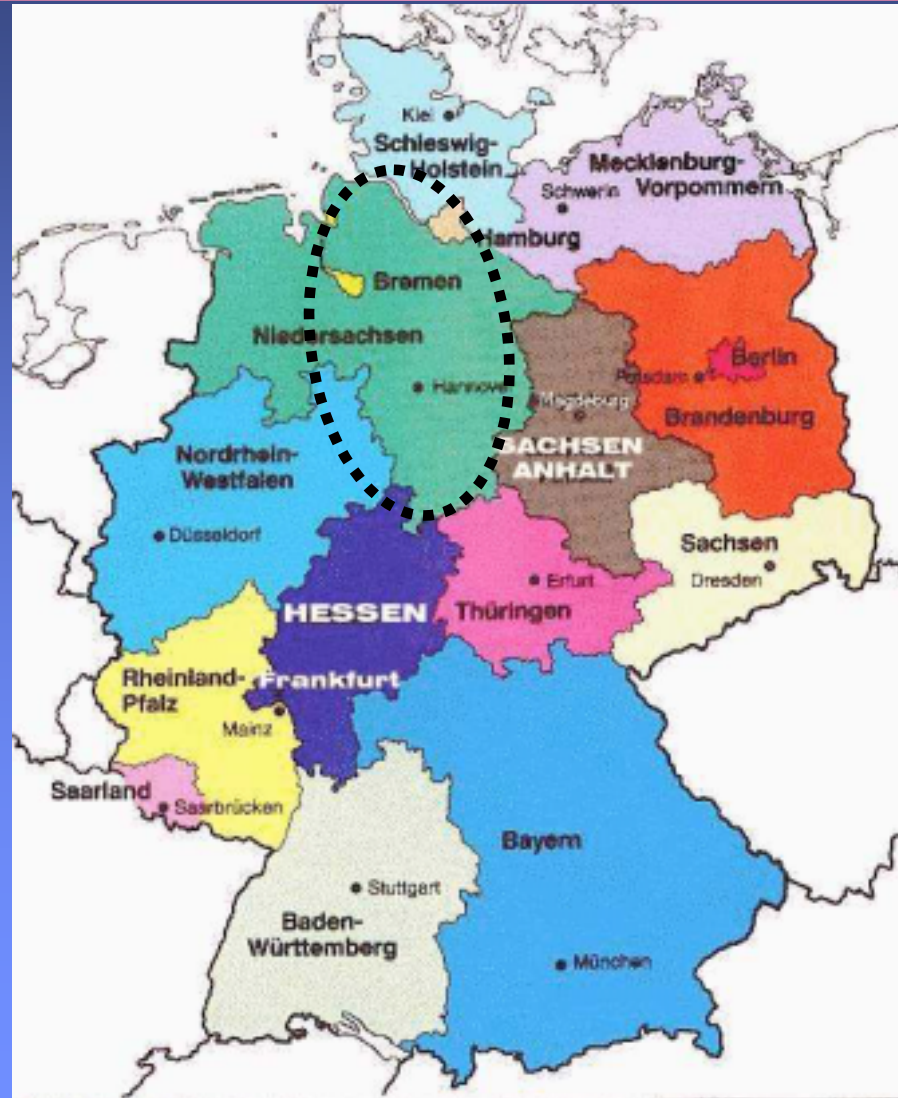 Kiel
Schleswig-
Holstein
Mecklenburg-
Schwerin
Vorpommern
Hamburg
Bremen
Niedersachsen
Berlin
Potsdam
Hannove
Magdeburg
Brandenburg
SACHSEN
ANHALT
Nordrhein-
Westfalen
Düsseldorf
Sachsen
Dresden
Erfurt
HESSEN
Thüringen
Rheinland-
Pfalz
Frankfurt
Mainz
Saarland
Saarbrücken
Bayern
Stuttgart
Baden-
Württemberg
München